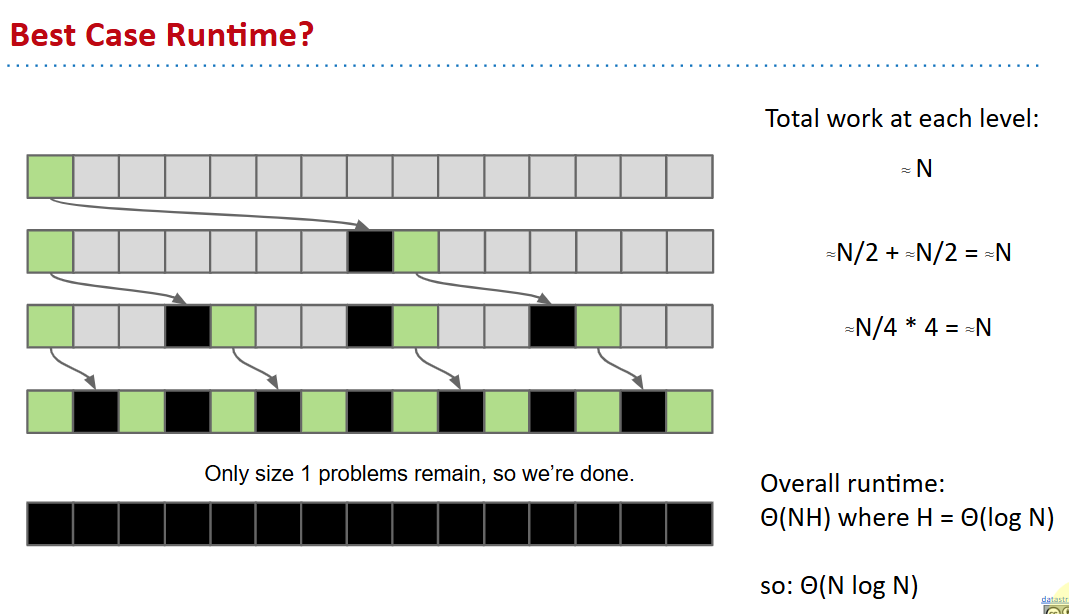 Best Case Runtime?
Total work at each level:
≈ N
≈N/2 + ≈N/2 = ≈N
≈N/4 * 4 = ≈N
Only size 1 problems remain, so we're done.
Overall runtime:
Θ(NH) where H = Θ(log N)
so: Θ(N log N)
datastr